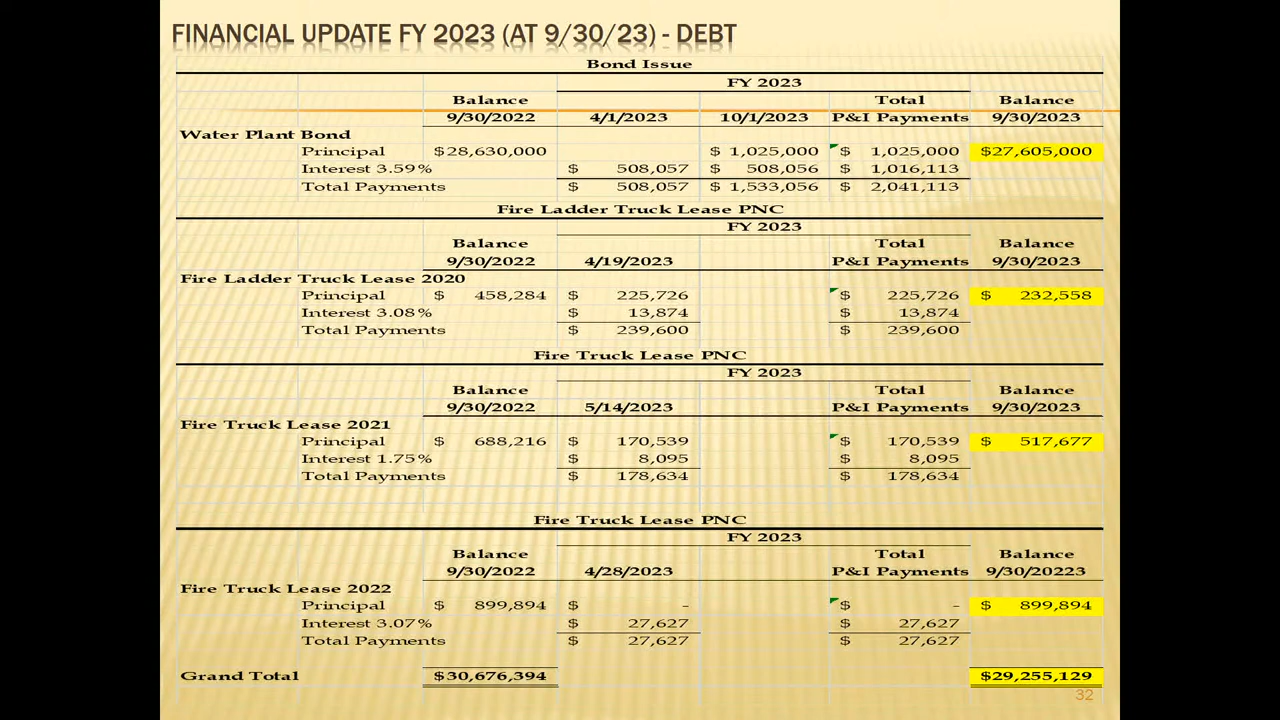 FINANCIAL UPDATE FY 2023 (AT 9/30/23) - DEBT
Bond Issue
FY 2023
Balance Total Balance
9/30/2022 4/1/2023 10/1/2023 P&I Payments 9/30/2023
Water Plant Bond
Principal $28,630,000 $ 1,025,000 $ 1,025,000 $27,605,000
Interest 3.59% $ 508,057 $ 508,056 $ 1,016,113
Total Payments $ 508,057 $ 1,533,056 $ 2,041,113
Fire Ladder Truck Lease PNC
FY 2023
Balance Total Balance
9/30/2022 4/19/2023 P&I Payments 9/30/2023
Fire Ladder Truck Lease 2020
Principal $ 458,284 $ 225,726 $ 225,726 $ 232,558
Interest 3.08% $ 13,874 $ 13,874
Total Payments $ 239,600 $ 239,600
Fire Truck Lease PNC
FY 2023
Balance Total Balance
9/30/2022 5/14/2023 P&I Payments 9/30/2023
Fire Truck Lease 2021
Principal $ 688,216 $ 170,539 $ 170,539 $ 517,677
Interest 1.75% $ 8,095 $ 8,095
Total Payments $ 178,634 $ 178,634
Fire Truck Lease PNC
FY 2023
Balance Total Balance
9/30/2022 4/28/2023 P&I Payments 9/30/20223
Fire Truck Lease 2022
Principal $ 899,894 $ - $ - $ 899,894
Interest 3.07% $ 27,627 $ 27,627
Total Payments $ 27,627 $ 27,627
Grand Total $30,676,394 $29,255,129
32